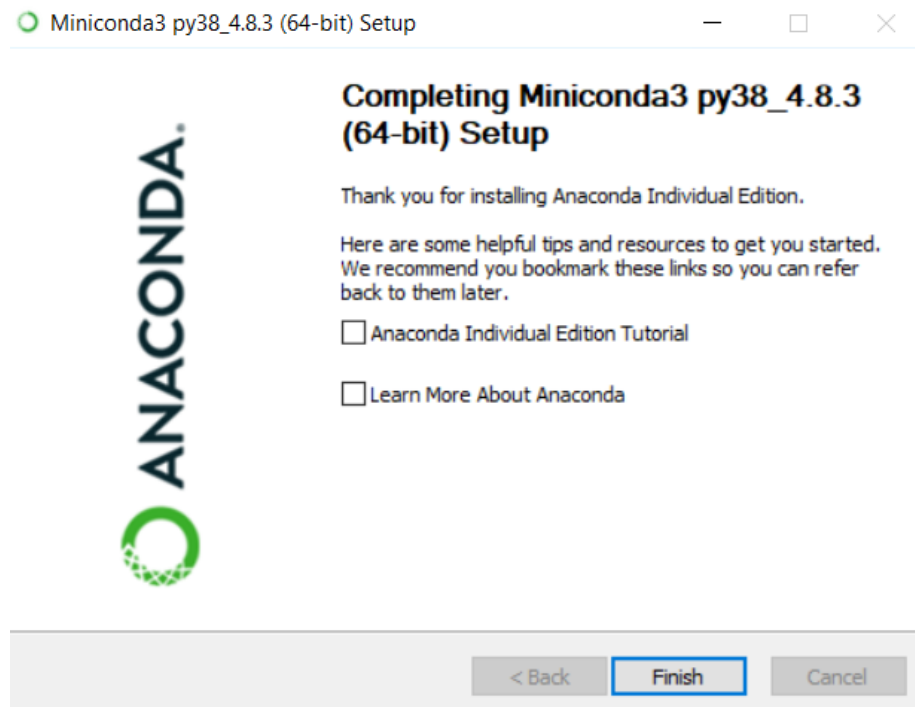 Miniconda3 py38_4.8.3 (64-bit) Setup
ANACONDA.
Completing Miniconda3 py38_4.8.3
(64-bit) Setup
Thank you for installing Anaconda Individual Edition.
Here are some helpful tips and resources to get you started.
We recommend you bookmark these links so you can refer
back to them later.
Anaconda Individual Edition Tutorial
Learn More About Anaconda
< Back Finish Cancel